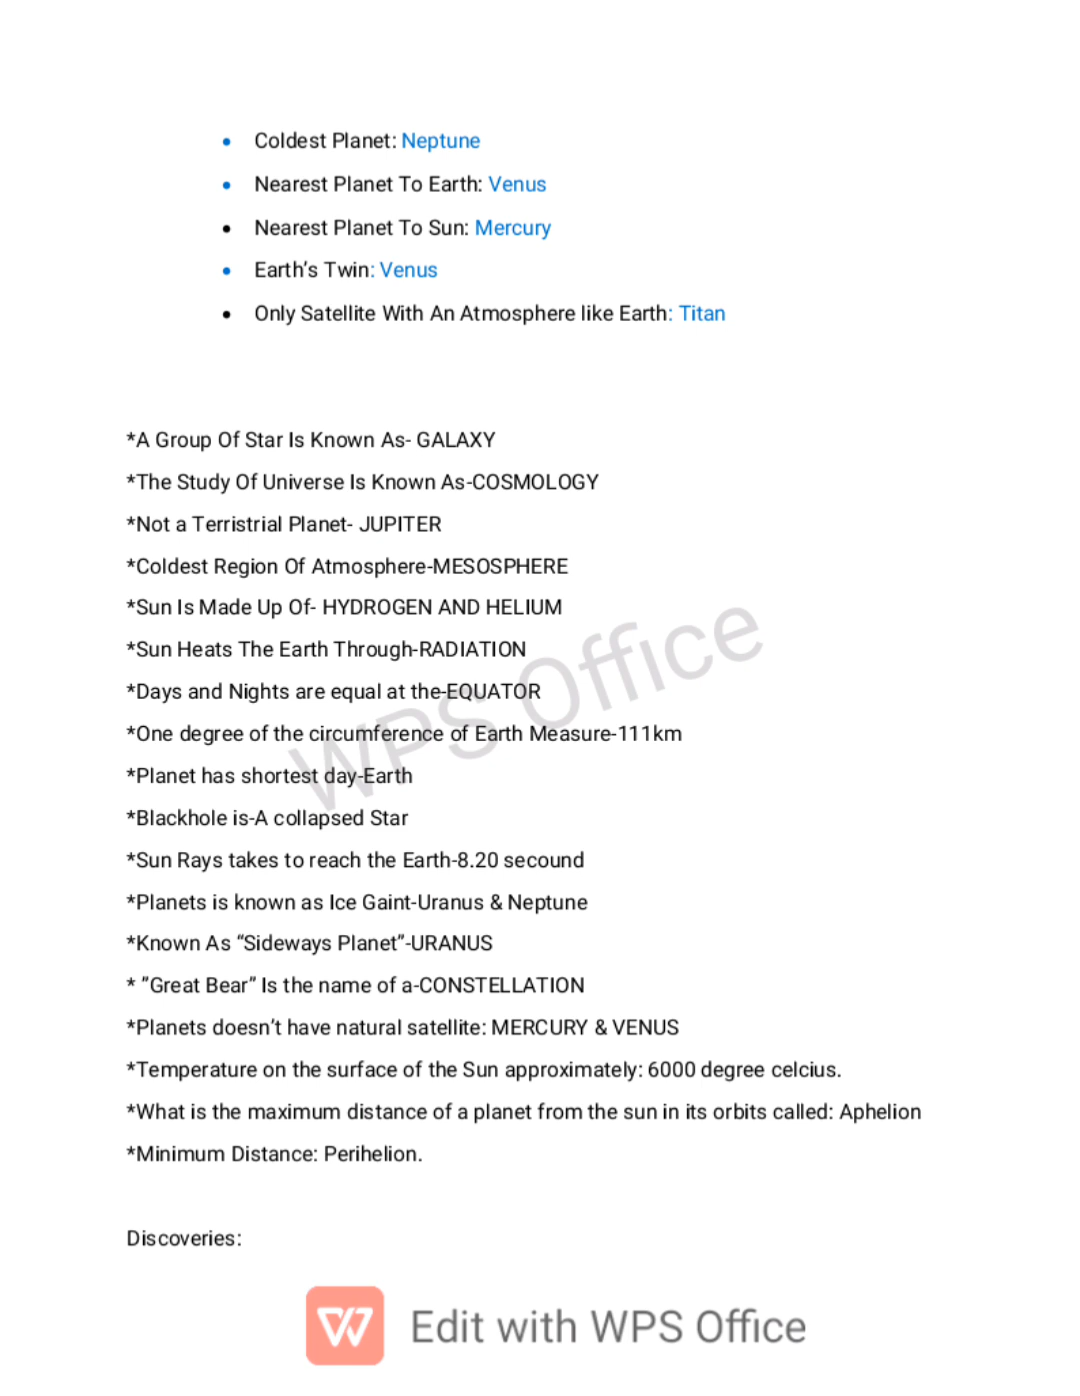 • Coldest Planet: Neptune
• Nearest Planet To Earth: Venus
• Nearest Planet To Sun: Mercury
• Earth’s Twin: Venus
• Only Satellite With An Atmosphere like Earth: Titan
*A Group Of Star Is Known As- GALAXY
*The Study Of Universe Is Known As-COSMOLOGY
*Not a Terristrial Planet- JUPITER
*Coldest Region Of Atmosphere-MESOSPHERE
*Sun Is Made Up Of- HYDROGEN AND HELIUM
*Sun Heats The Earth Through-RADIATION
*Days and Nights are equal at the-EQUATOR
*One degree of the circumference of Earth Measure-111km
*Planet has shortest day-Earth
*Blackhole is-A collapsed Star
*Sun Rays takes to reach the Earth-8.20 secound
*Planets is known as Ice Gaint-Uranus & Neptune
*Known As “Sideways Planet”-URANUS
* ”Great Bear” Is the name of a-CONSTELLATION
*Planets doesn’t have natural satellite: MERCURY & VENUS
*Temperature on the surface of the Sun approximately: 6000 degree celcius.
*What is the maximum distance of a planet from the sun in its orbits called: Aphelion
*Minimum Distance: Perihelion.
Discoveries:
WPS Office
Edit with WPS Office